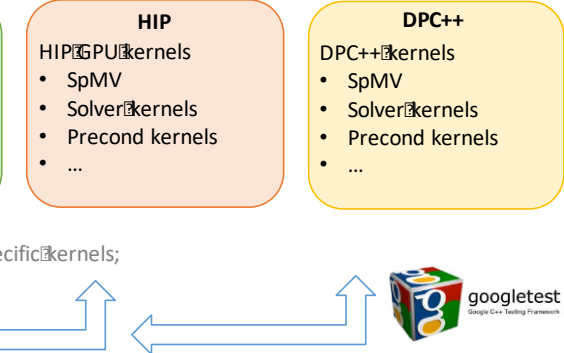 HIP
HIP GPU kernels
• SpMV
• Solver kernels
• Precond kernels
• ...
DPC++
DPC++ kernels
• SpMV
• Solver kernels
• Precond kernels
• ...
ecific kernels;
googletest
Google C++ Testing Framework